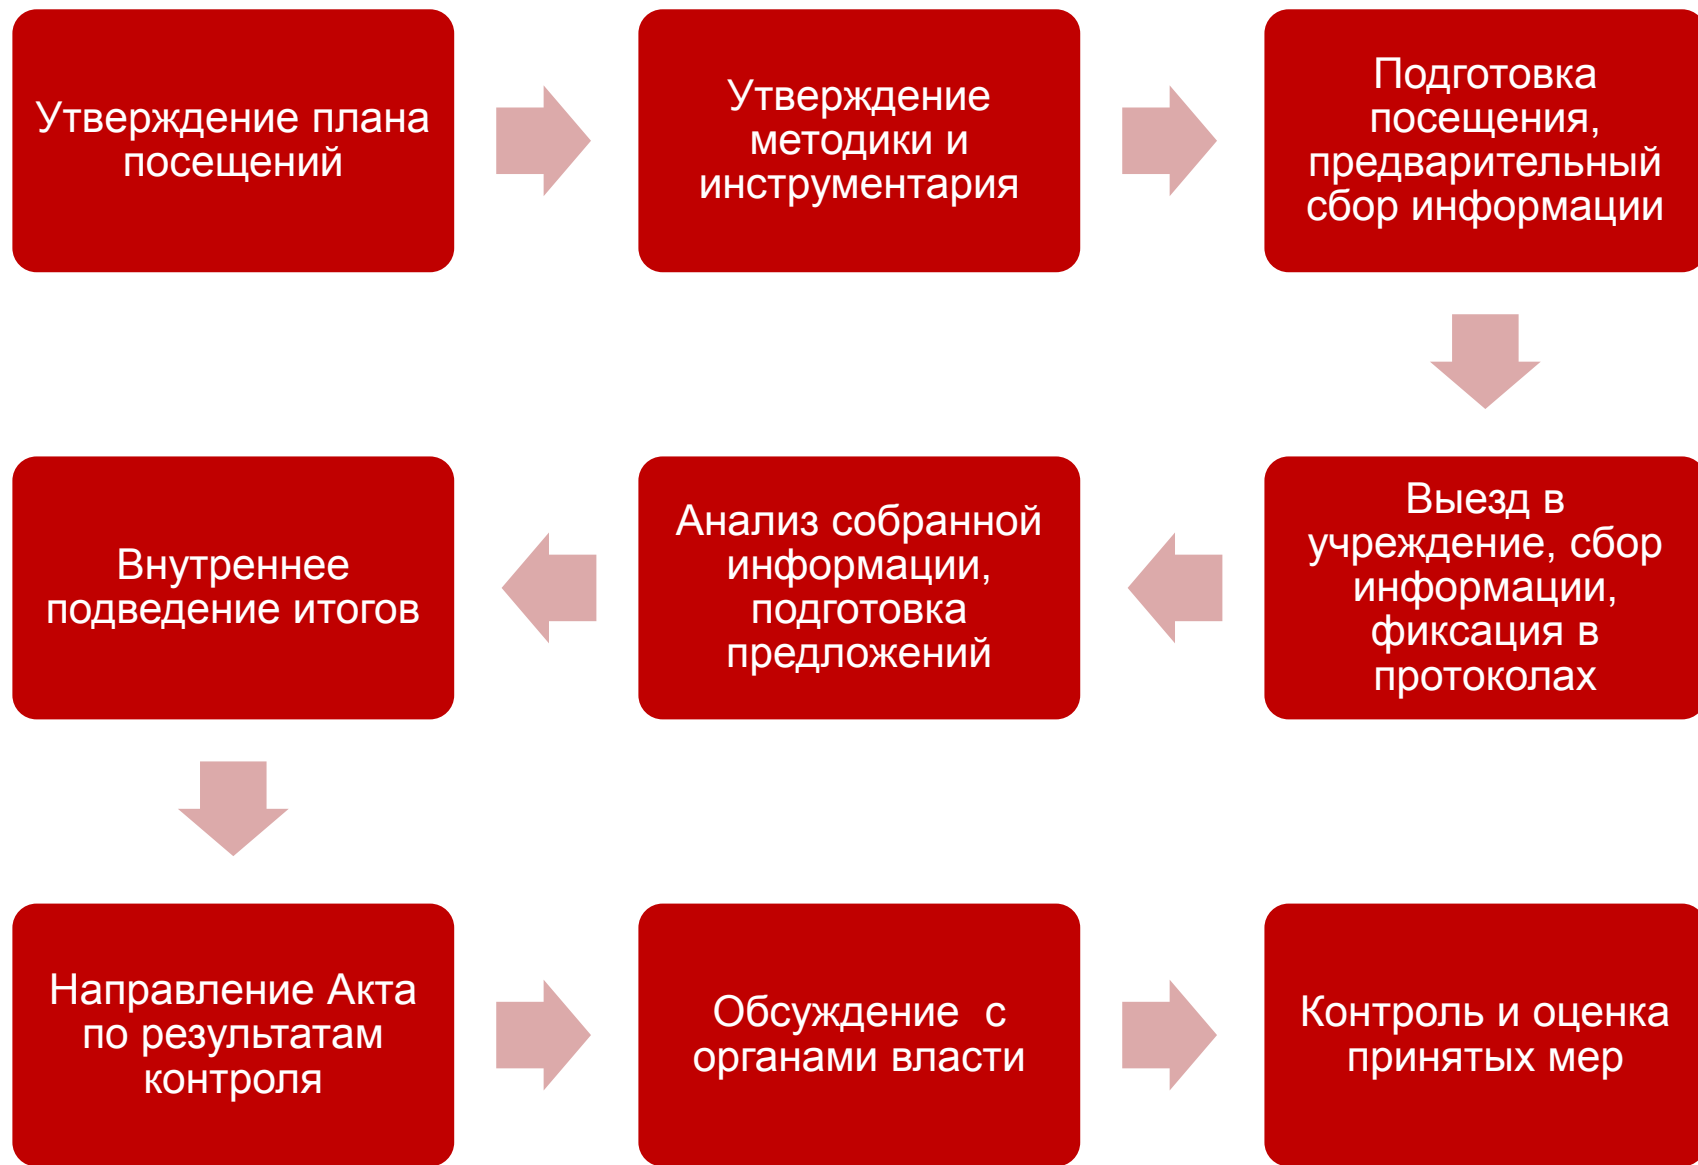 Утверждение плана
посещений
Утверждение
методики и
инструментария
Подготовка
посещения,
предварительный
сбор информации
Выезд в
учреждение, сбор
информации,
фиксация в
протоколах
Анализ собранной
информации,
подготовка
предложений
Внутреннее
подведение итогов
Направление Акта
по результатам
контроля
Обсуждение  с
органами власти
Контроль и оценка
принятых мер